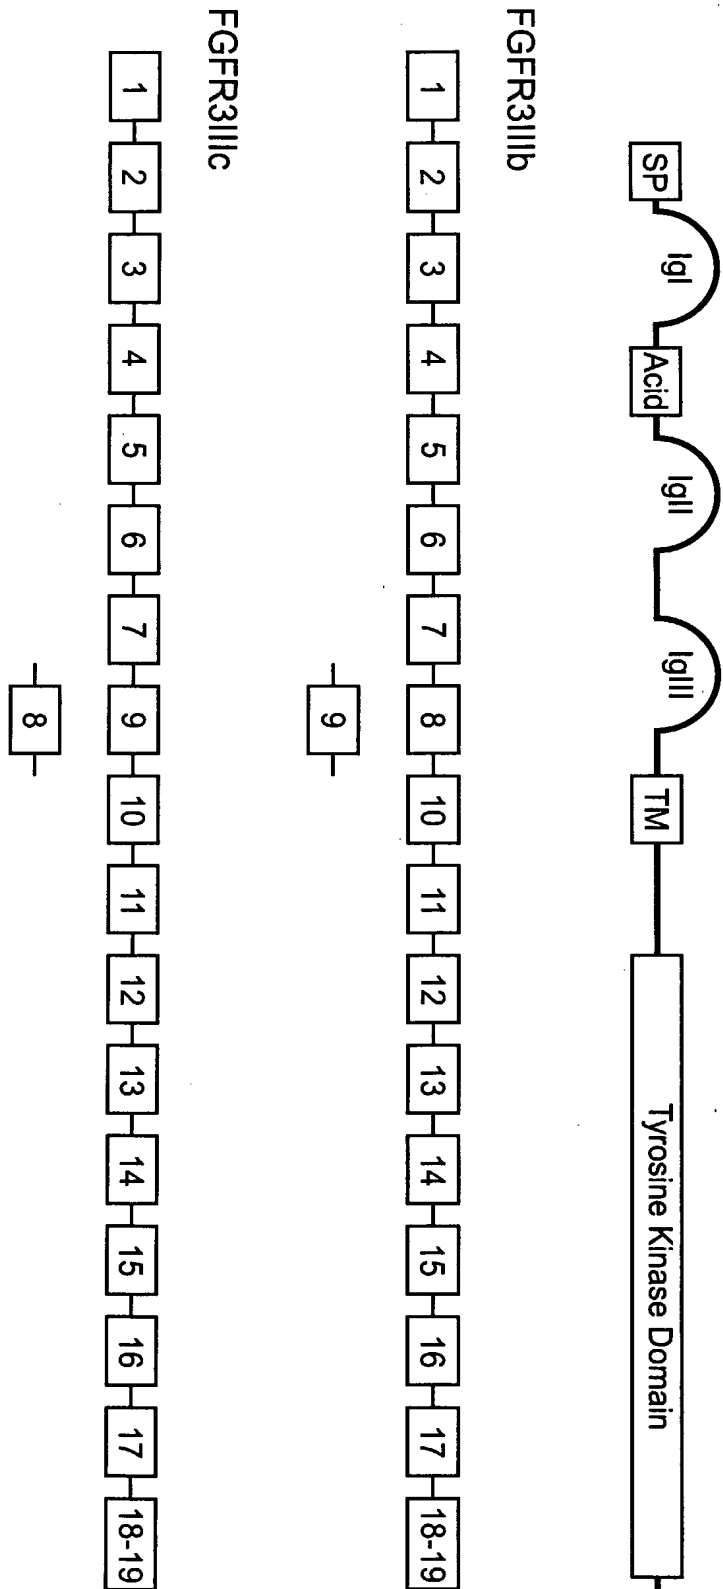 SP IgI Acid IgII IgIII TM Tyrosine Kinase Domain
FGFR3IIIb
1 2 3 4 5 6 7 8 10 11 12 13 14 15 16 17 18-19
9
FGFR3IIIc
1 2 3 4 5 6 7 9 10 11 12 13 14 15 16 17 18-19
8